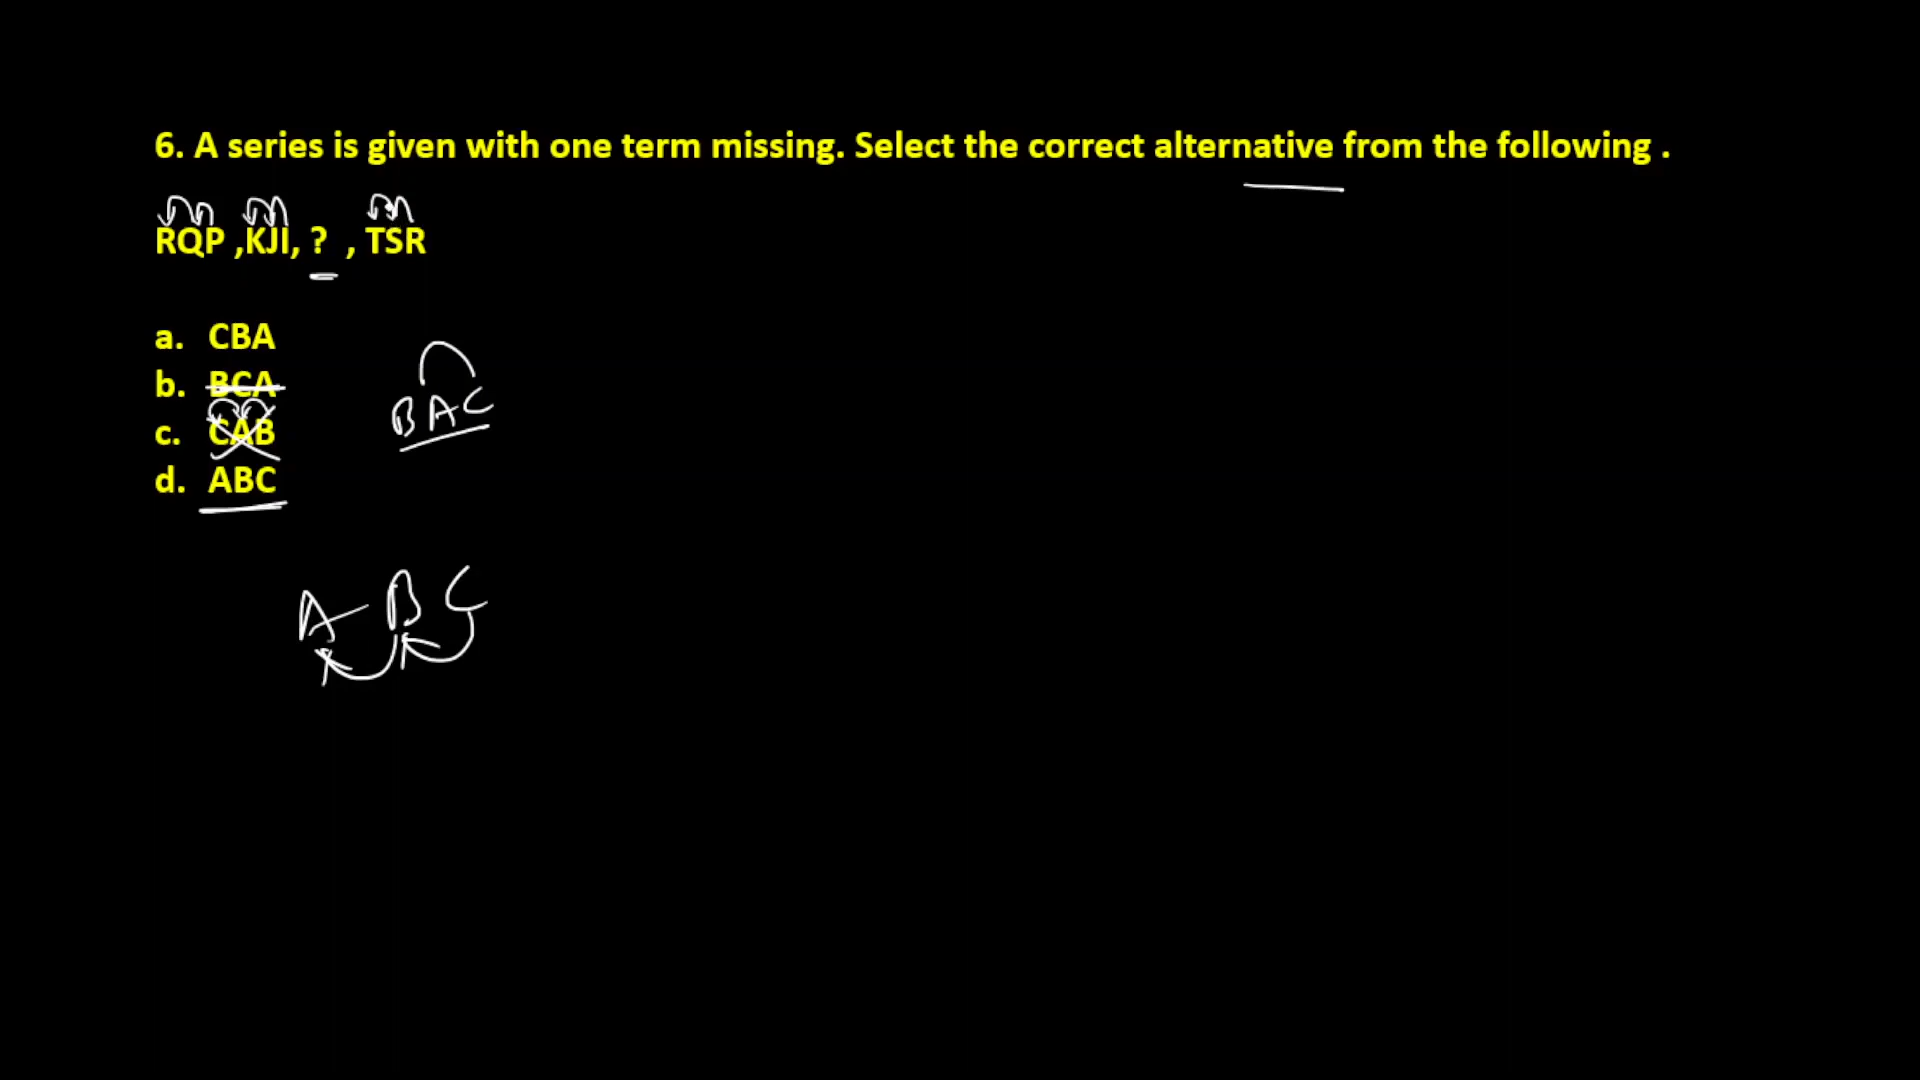 6. A series is given with one term missing. Select the correct alternative from the following .
RQP ,KJI, ? , TSR
a. CBA
b. BCA
c. CAB
d. ABC
BAC
A B C